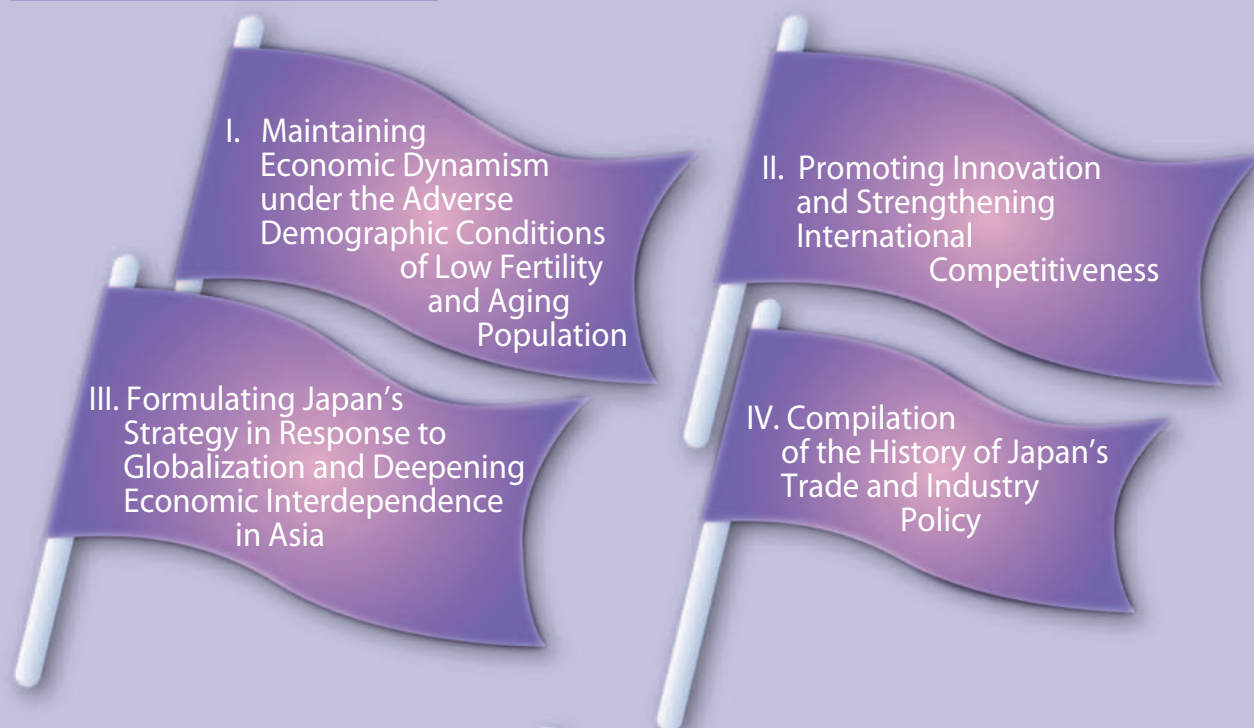 I. Maintaining
Economic Dynamism
under the Adverse
Demographic Conditions
of Low Fertility
and Aging
Population
II. Promoting Innovation
and Strengthening
International
Competitiveness
III. Formulating Japan’s
Strategy in Response to
Globalization and Deepening
Economic Interdependence
in Asia
IV. Compilation
of the History of Japan’s
Trade and Industry
Policy